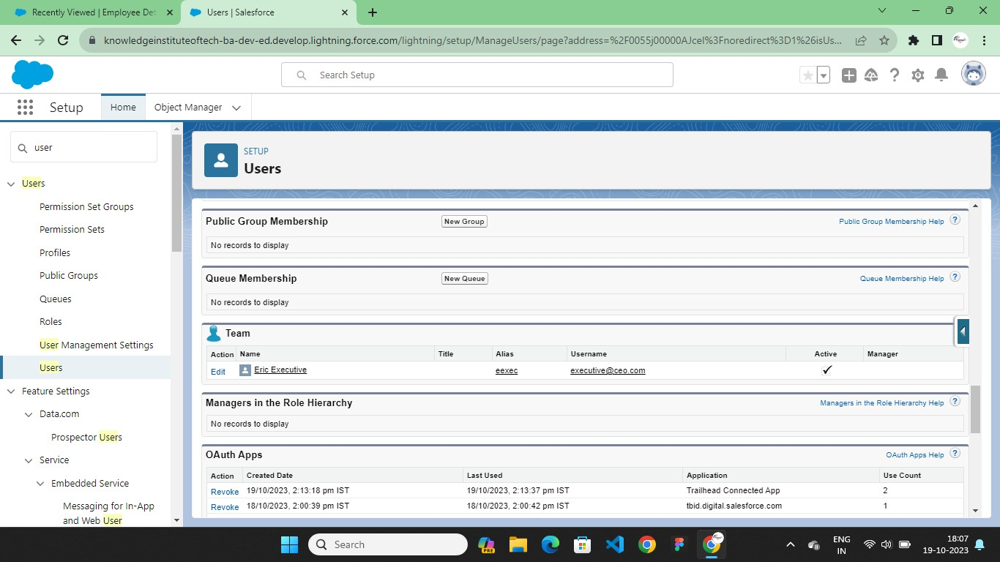 Recently Viewed | Employee Det
Users | Salesforce
knowledgeinstituteoftech-ba-dev-ed.develop.lightning.force.com/lightning/setup/ManageUsers/page?address=%2F0055j00000AJcel%3Fnoredirect%3D1%26isUs...
Search Setup
Setup
Home
Object Manager
user
Users
Permission Set Groups
Permission Sets
Profiles
Public Groups
Queues
Roles
User Management Settings
Users
Feature Settings
Data.com
Prospector Users
Service
Embedded Service
Messaging for In-App
and Web User
SETUP
Users
Public Group Membership
New Group
Public Group Membership Help ?
No records to display
Queue Membership
New Queue
Queue Membership Help ?
No records to display
Team
Action Name Title Alias Username Active Manager
Edit Eric Executive eexec executive@ceo.com ✓
Managers in the Role Hierarchy
Managers in the Role Hierarchy Help ?
No records to display
OAuth Apps
OAuth Apps Help ?
Action Created Date Last Used Application Use Count
Revoke 19/10/2023, 2:13:18 pm IST 19/10/2023, 2:13:37 pm IST Trailhead Connected App 2
Revoke 18/10/2023, 2:00:39 pm IST 18/10/2023, 2:00:42 pm IST tbid.digital.salesforce.com 1
Search
PRE
ENG
IN
18:07
19-10-2023